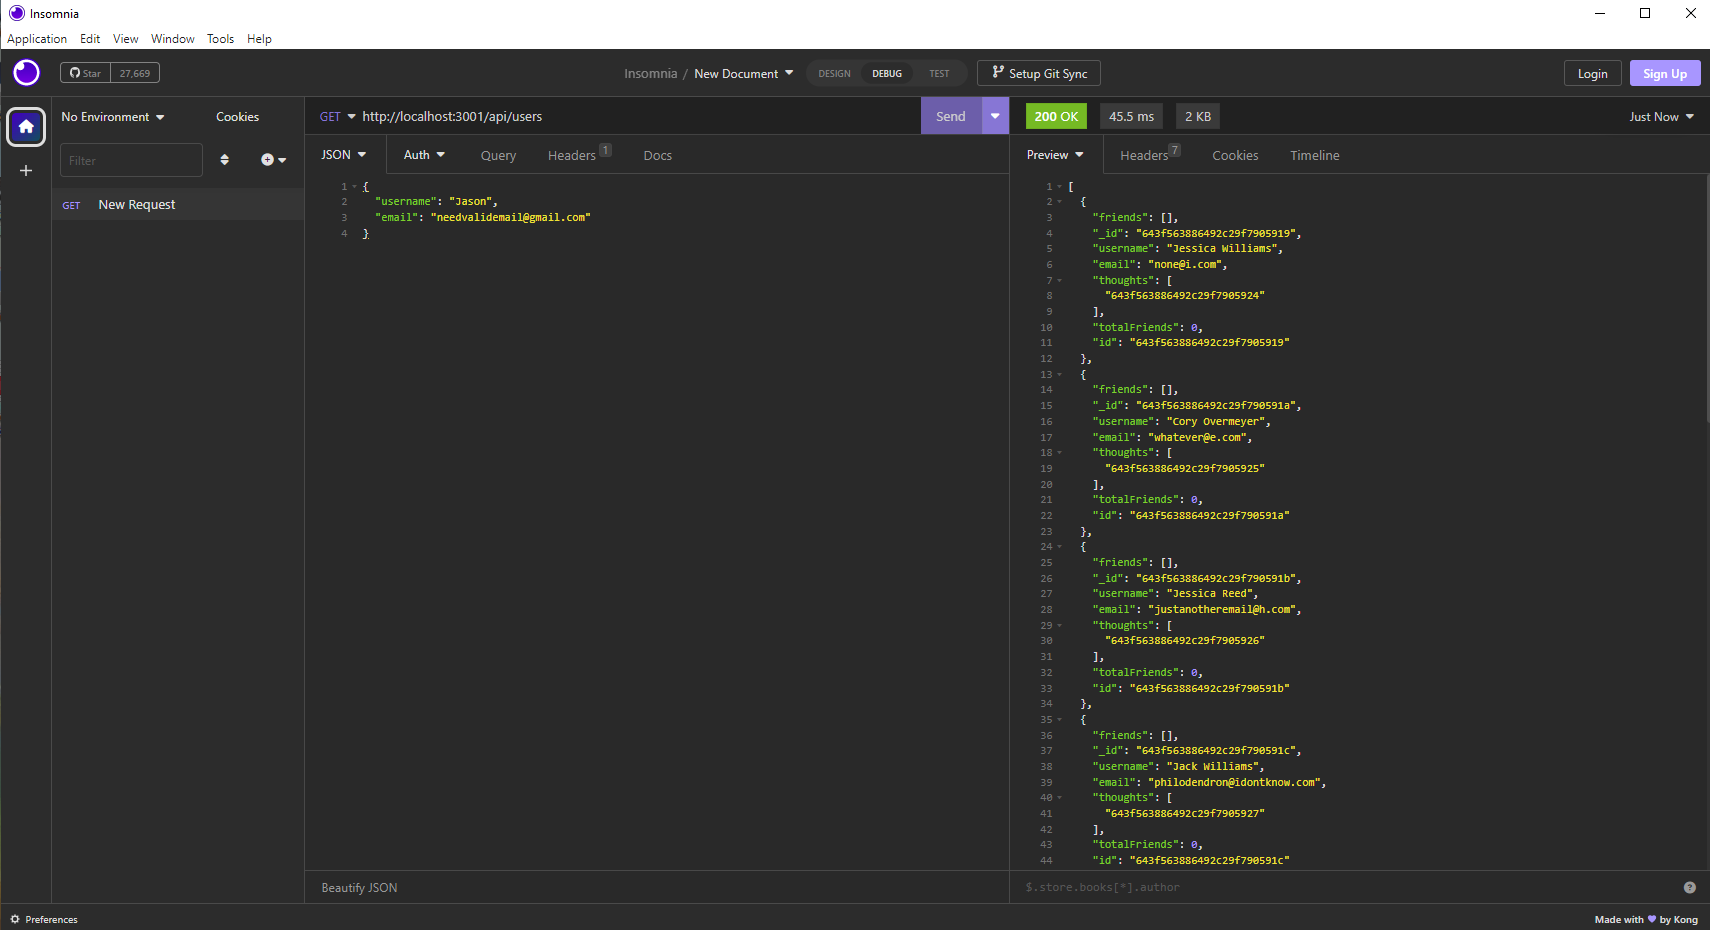 Insomnia
Application Edit View Window Tools Help
Star 27,669
Insomnia / New Document
DESIGN DEBUG TEST
Setup Git Sync
Login Sign Up
No Environment Cookies
Filter
GET New Request
GET http://localhost:3001/api/users Send
JSON Auth Query Headers 1 Docs
1 {
2 "username": "Jason",
3 "email": "needvalidemail@gmail.com"
4 }
Beautify JSON
200 OK 45.5 ms 2 KB Just Now
Preview Headers 7 Cookies Timeline
1 [
2 {
3 "friends": [],
4 "_id": "643f563886492c29f7905919",
5 "username": "Jessica Williams",
6 "email": "none@i.com",
7 "thoughts": [
8 "643f563886492c29f7905924"
9 ],
10 "totalFriends": 0,
11 "id": "643f563886492c29f7905919"
12 },
13 {
14 "friends": [],
15 "_id": "643f563886492c29f790591a",
16 "username": "Cory Overmeyer",
17 "email": "whatever@e.com",
18 "thoughts": [
19 "643f563886492c29f7905925"
20 ],
21 "totalFriends": 0,
22 "id": "643f563886492c29f790591a"
23 },
24 {
25 "friends": [],
26 "_id": "643f563886492c29f790591b",
27 "username": "Jessica Reed",
28 "email": "justanotheremail@h.com",
29 "thoughts": [
30 "643f563886492c29f7905926"
31 ],
32 "totalFriends": 0,
33 "id": "643f563886492c29f790591b"
34 },
35 {
36 "friends": [],
37 "_id": "643f563886492c29f790591c",
38 "username": "Jack Williams",
39 "email": "philodendron@idontknow.com",
40 "thoughts": [
41 "643f563886492c29f7905927"
42 ],
43 "totalFriends": 0,
44 "id": "643f563886492c29f790591c"
$.store.books[*].author
Preferences
Made with 💜 by Kong